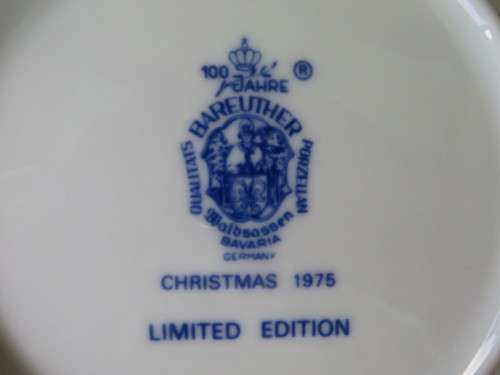 100 JAHRE ®
BAREUTHER
QUALITÄTS PORZELLAN
Waldsassen
BAVARIA
GERMANY
CHRISTMAS 1975
LIMITED EDITION